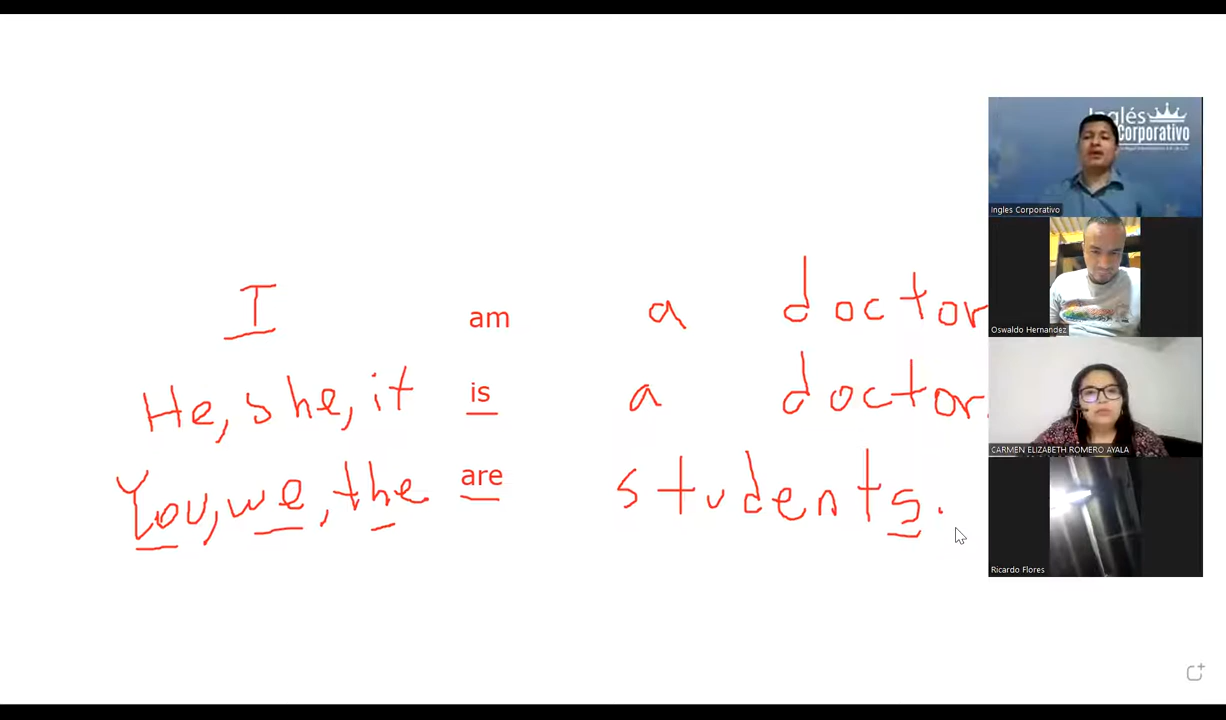 I am a doctor
He, she, it is a doctor.
You, we, the are students.
Inglés
Corporativo
Ingles Corporativo
Oswaldo Hernandez
CARMEN ELIZABETH ROMERO AYALA
Ricardo Flores